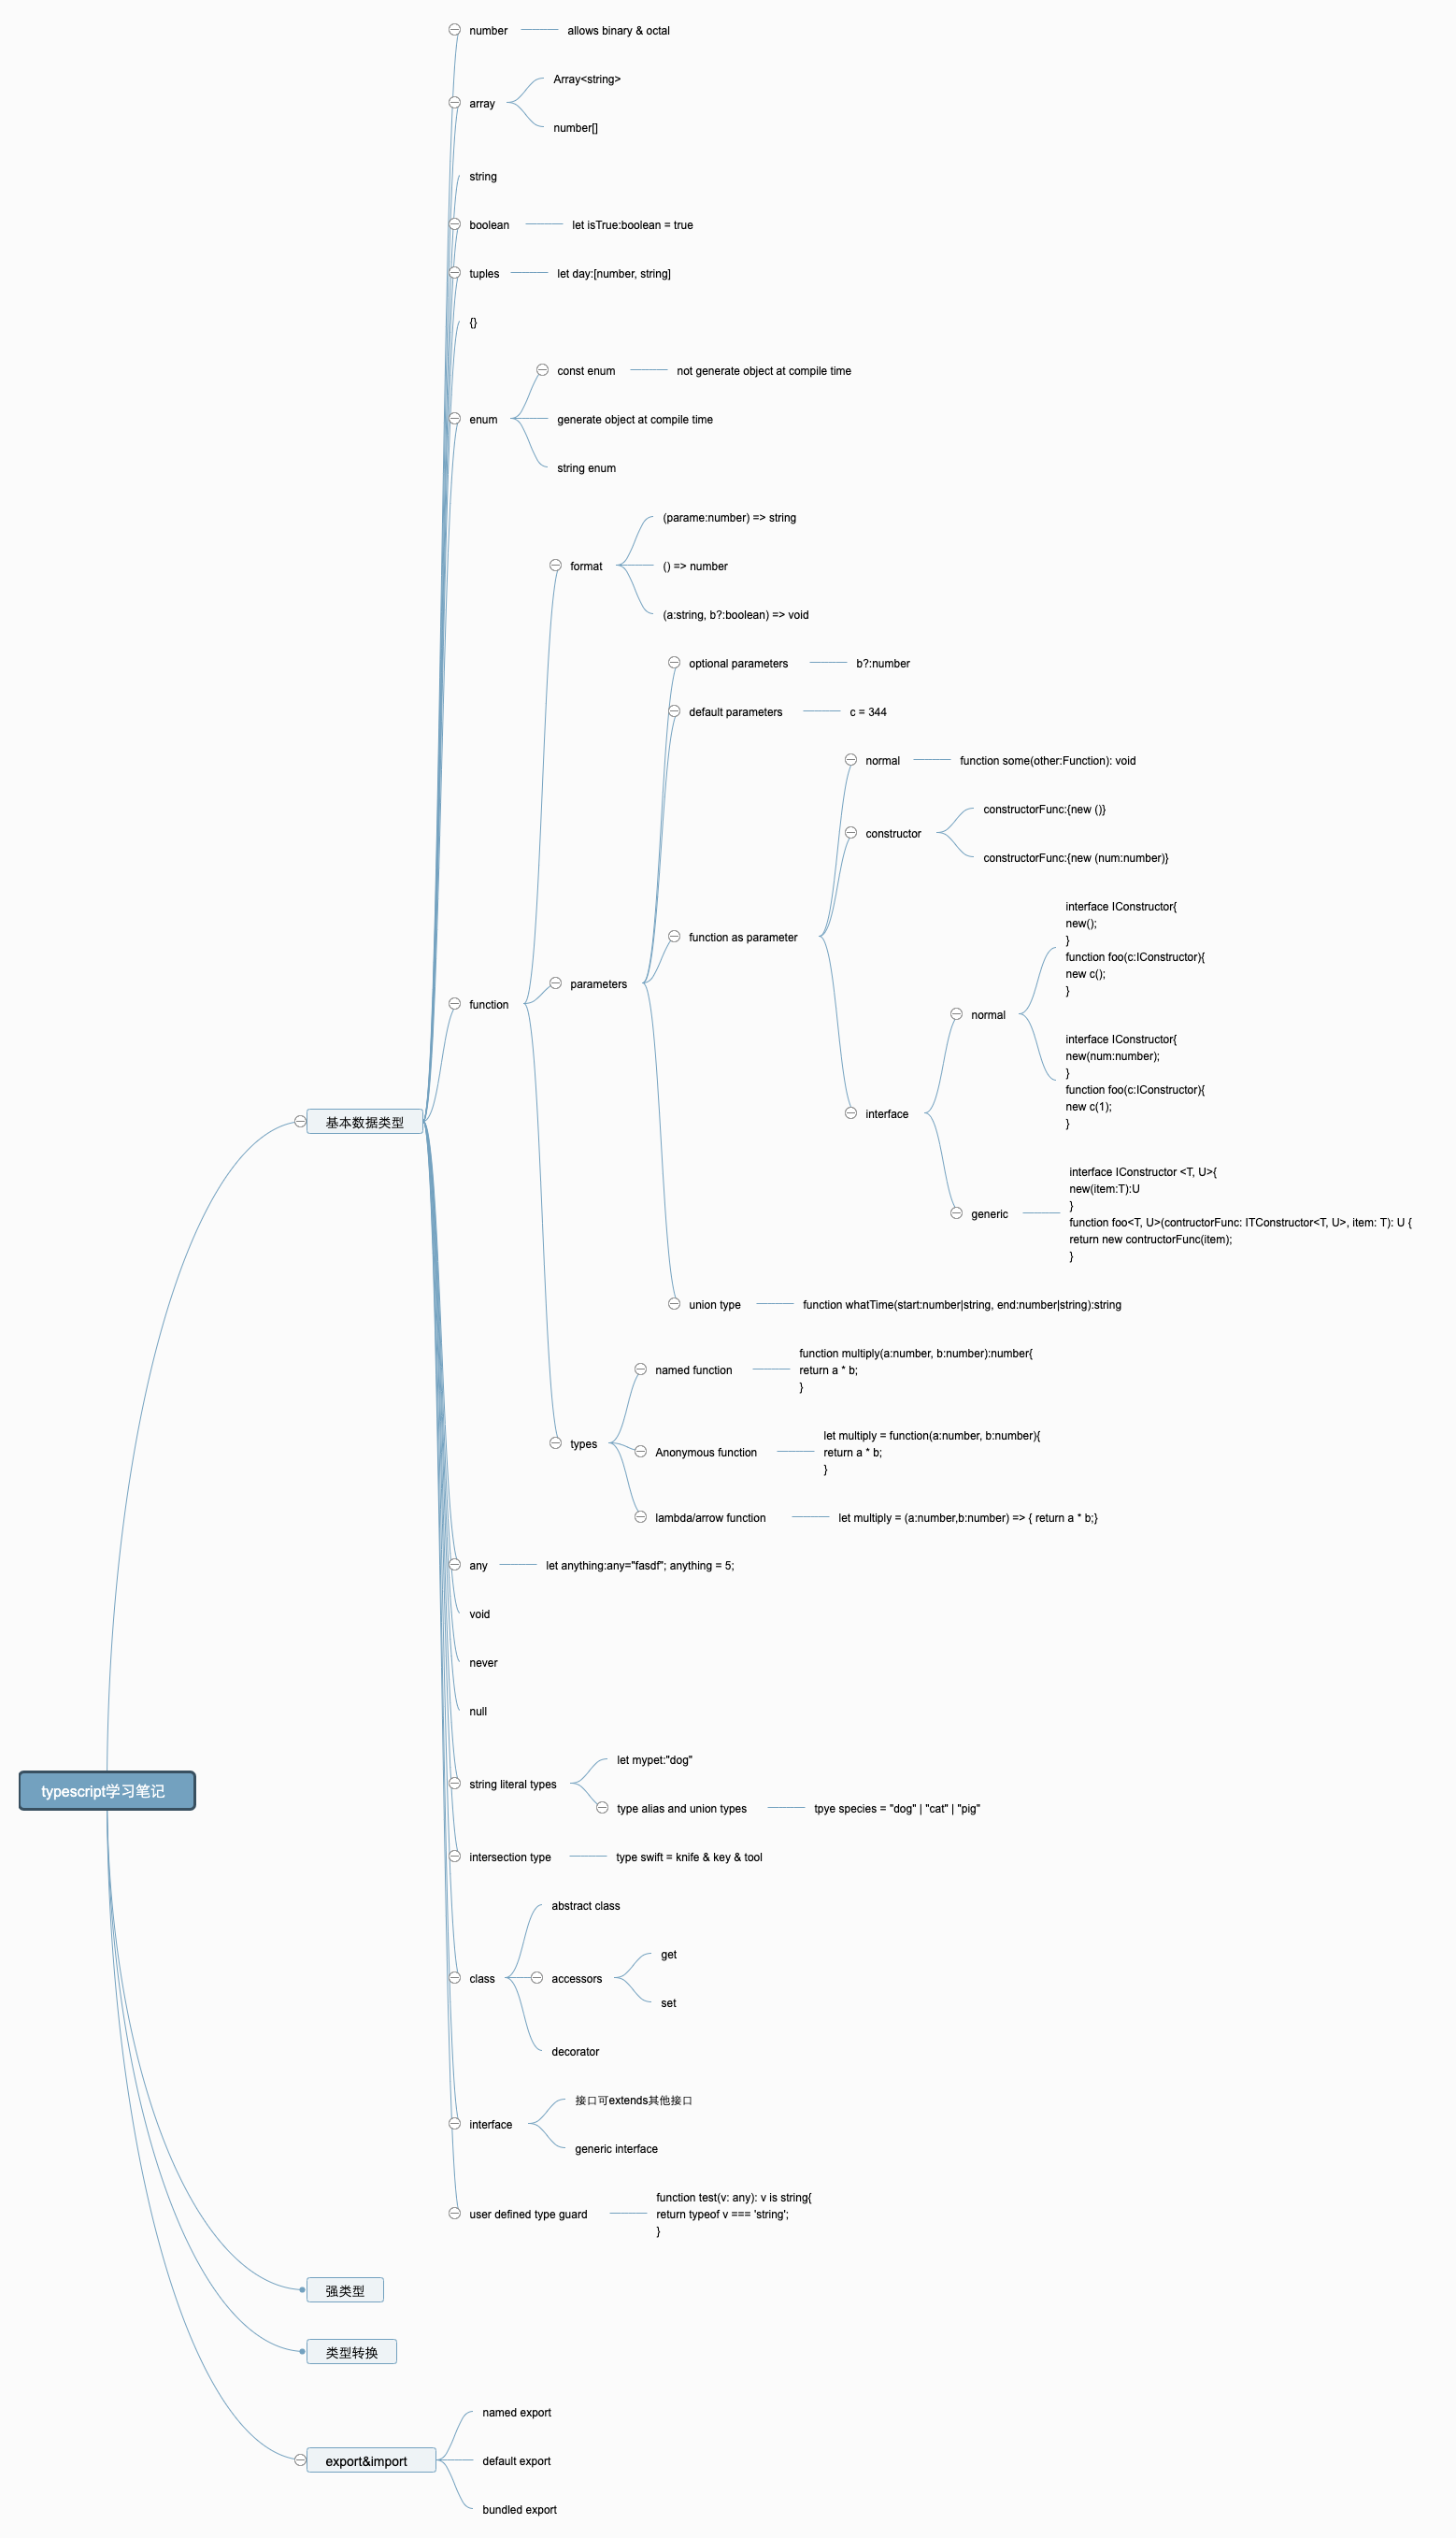 number
allows binary & octal
Array<string>
array
number[]
string
boolean
let isTrue:boolean = true
tuples
let day:[number, string]
{}
const enum
not generate object at compile time
enum
generate object at compile time
string enum
(parame:number) => string
format
() => number
(a:string, b?:boolean) => void
optional parameters
b?:number
default parameters
c = 344
normal
function some(other:Function): void
constructorFunc:{new ()}
constructor
constructorFunc:{new (num:number)}
interface IConstructor{
new();
}
function foo(c:IConstructor){
new c();
}
function as parameter
parameters
function
normal
interface IConstructor{
new(num:number);
}
function foo(c:IConstructor){
new c(1);
}
interface
基本数据类型
interface IConstructor <T, U>{
new(item:T):U
}
function foo<T, U>(contructorFunc: ITConstructor<T, U>, item: T): U {
return new contructorFunc(item);
}
generic
union type
function whatTime(start:number|string, end:number|string):string
named function
function multiply(a:number, b:number):number{
return a * b;
}
types
Anonymous function
let multiply = function(a:number, b:number){
return a * b;
}
lambda/arrow function
let multiply = (a:number,b:number) => { return a * b;}
any
let anything:any="fasdf"; anything = 5;
void
never
null
let mypet:"dog"
string literal types
typescript学习笔记
type alias and union types
tpye species = "dog" | "cat" | "pig"
intersection type
type swift = knife & key & tool
abstract class
get
class
accessors
set
decorator
接口可extends其他接口
interface
generic interface
user defined type guard
function test(v: any): v is string{
return typeof v === 'string';
}
强类型
类型转换
named export
export&import
default export
bundled export